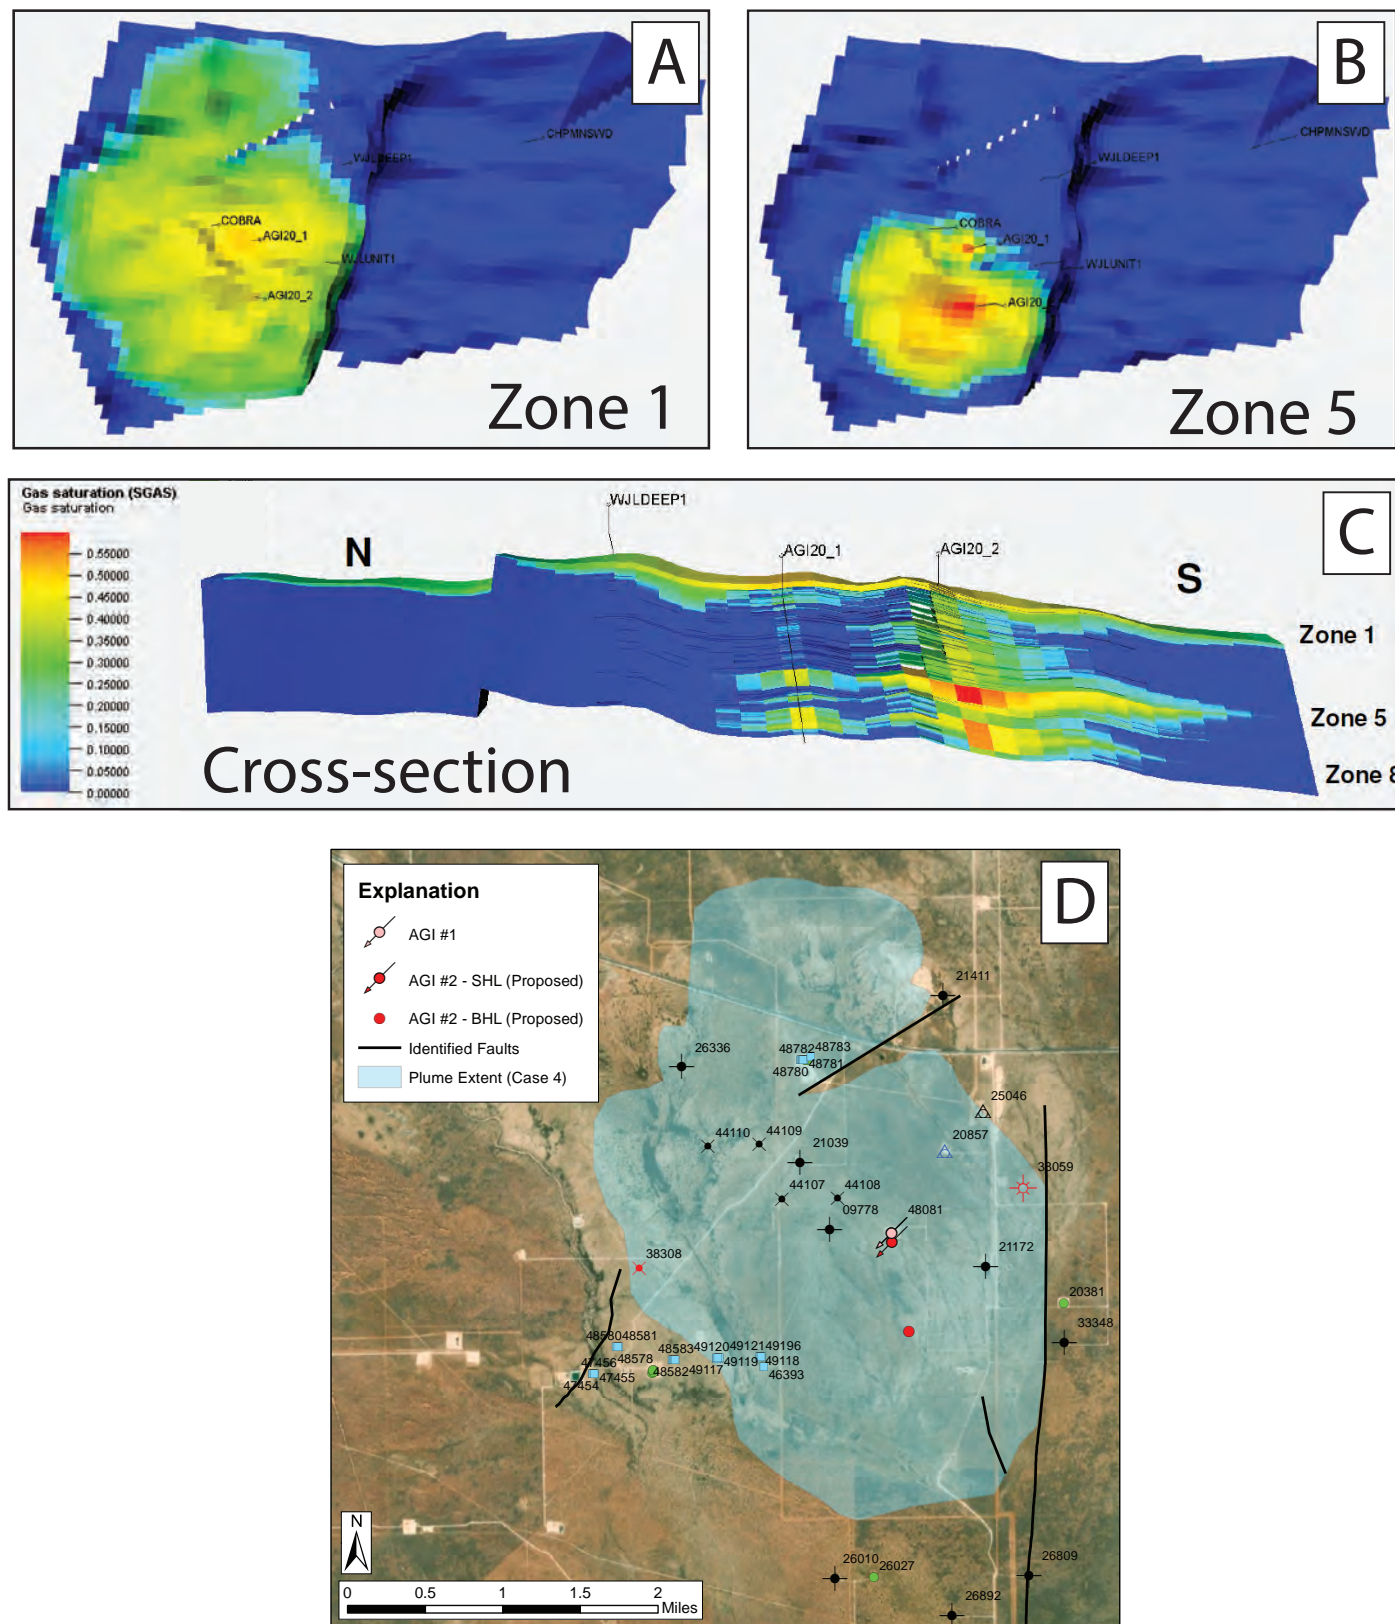 A
CHPMNSWD
WJLDEEP1
COBRA
AGI20_1
WJLUNIT1
AGI20_2
Zone 1
B
CHPMNSWD
WJLDEEP1
COBRA
AGI20_1
WJLUNIT1
AGI20_
Zone 5
Gas saturation (SGAS)
Gas saturation
0.55000
0.50000
0.45000
0.40000
0.35000
0.30000
0.25000
0.20000
0.15000
0.10000
0.05000
0.00000
N
WJLDEEP1
AGI20_1
AGI20_2
C
S
Zone 1
Zone 5
Zone 8
Cross-section
D
Explanation
AGI #1
AGI #2 - SHL (Proposed)
AGI #2 - BHL (Proposed)
Identified Faults
Plume Extent (Case 4)
21411
26336
48782
48783
48781
48780
25046
44110
44109
21039
20857
33059
44107
44108
09778
48081
38308
21172
20381
33348
48580
48581
48583
49120
49121
49196
47456
48578
49119
49118
47454
47455
48582
49117
46393
26010
26027
26809
26892
N
0 0.5 1 1.5 2
Miles